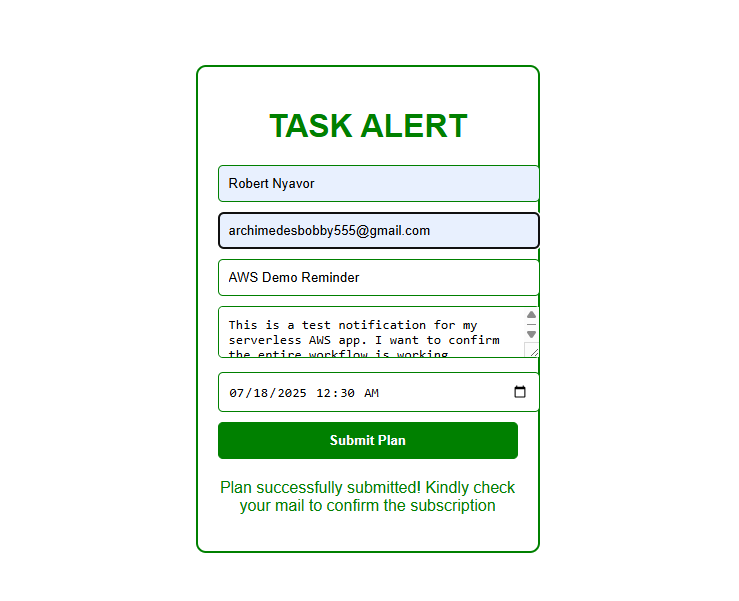 TASK ALERT
Robert Nyavor
archimedesbobby555@gmail.com
AWS Demo Reminder
This is a test notification for my
serverless AWS app. I want to confirm
the entire workflow is working
07/18/2025 12:30 AM
Submit Plan
Plan successfully submitted! Kindly check
your mail to confirm the subscription